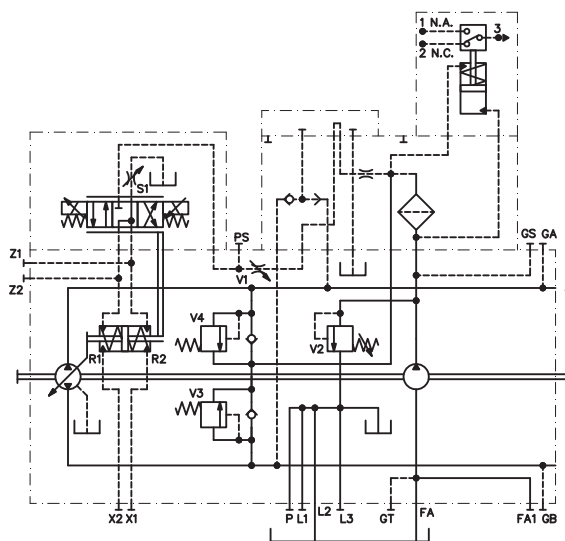 1 N.A.
3
2 N.C.
S1
Z1
Z2
PS
GS GA
V1
V4
V2
R1
R2
V3
P L1 L2 L3 GT FA FA1 GB
X2 X1